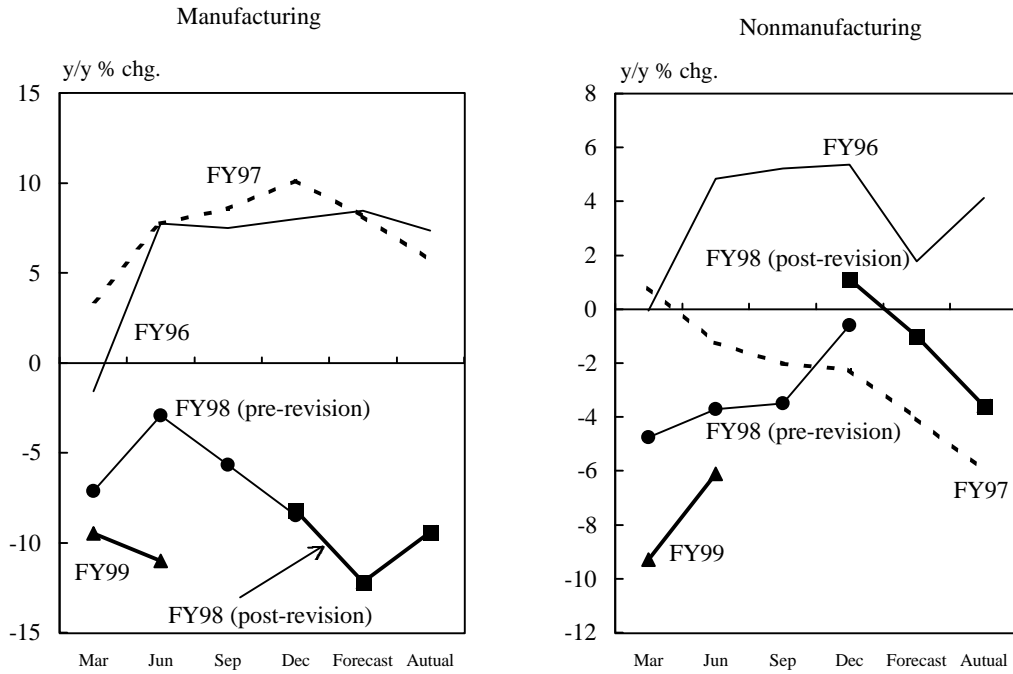 Manufacturing
y/y % chg.
15
10
5
0
-5
-10
-15
FY97
FY96
FY98 (pre-revision)
FY99
FY98 (post-revision)
Mar Jun Sep Dec Forecast Autual
Nonmanufacturing
y/y % chg.
8
6
4
2
0
-2
-4
-6
-8
-10
-12
FY96
FY98 (post-revision)
FY98 (pre-revision)
FY97
FY99
Mar Jun Sep Dec Forecast Autual